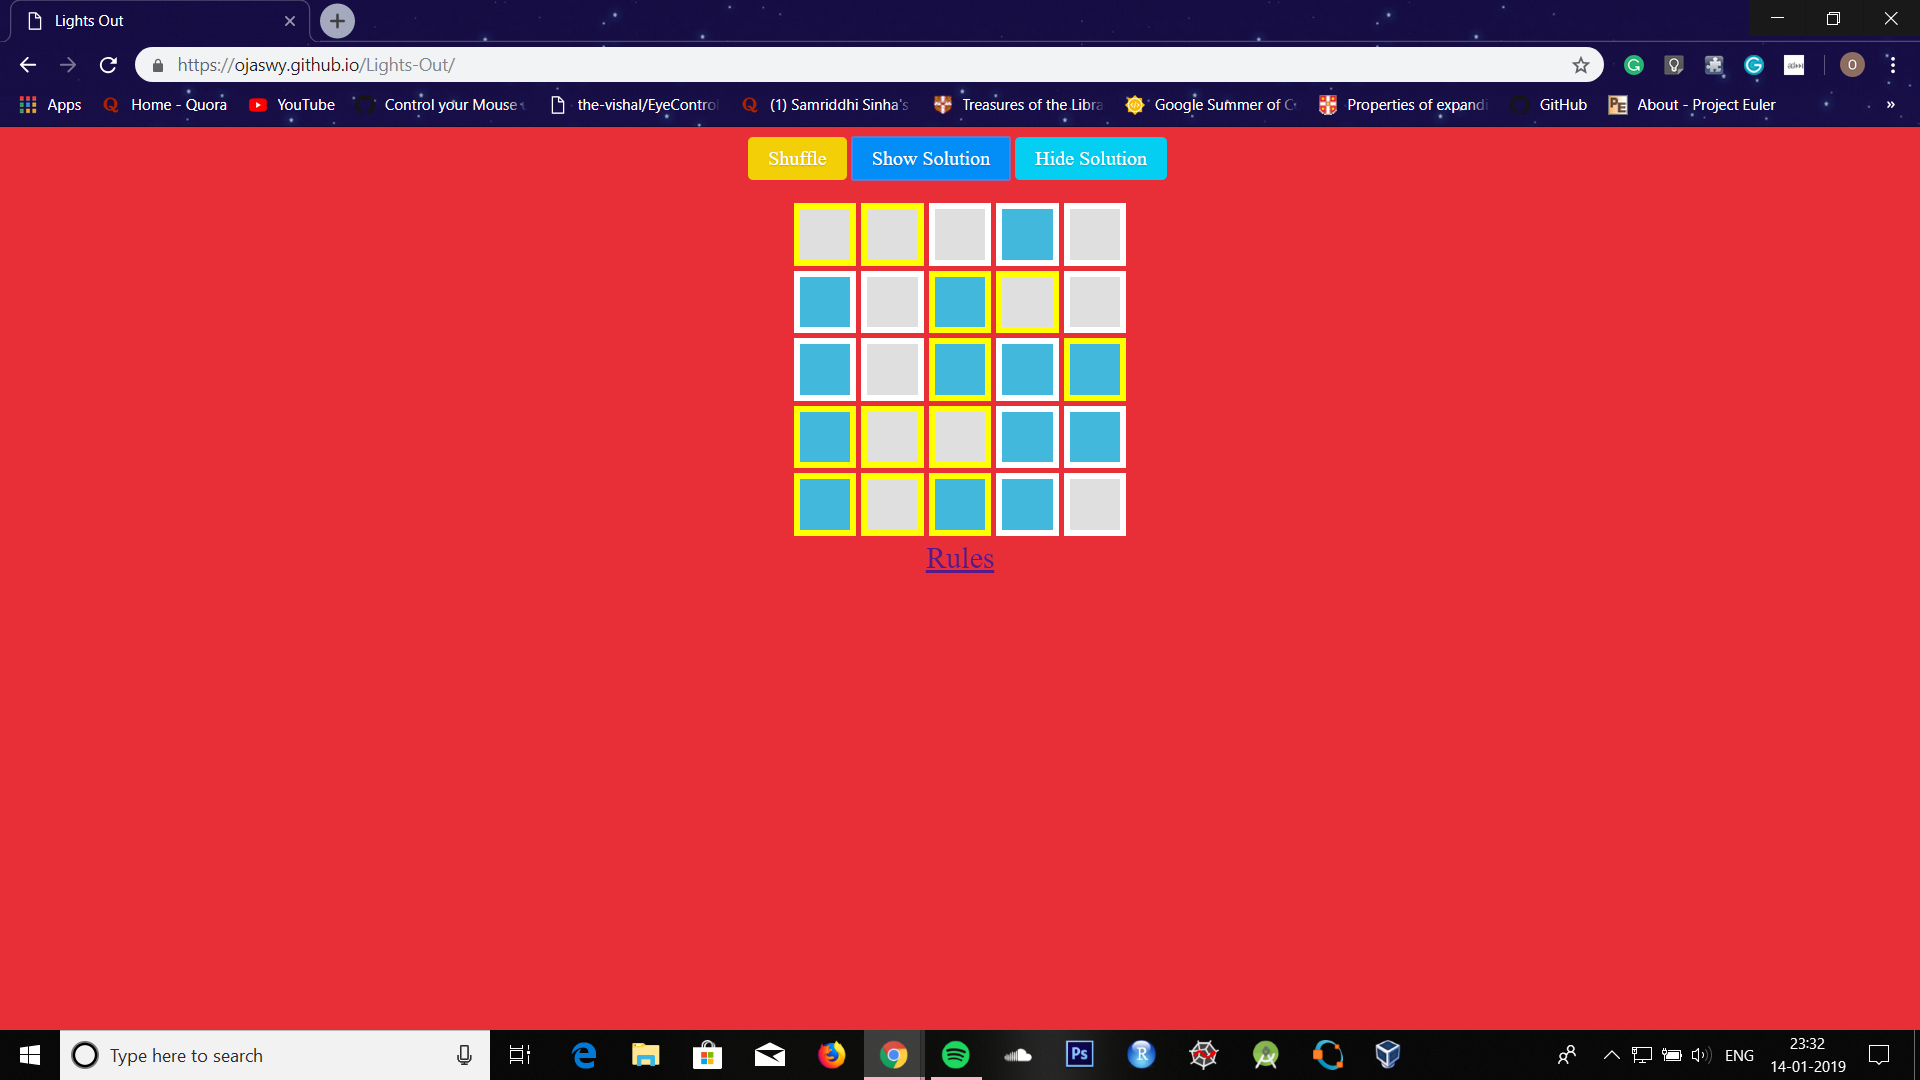 Lights Out
https://ojaswy.github.io/Lights-Out/
Apps Home - Quora YouTube Control your Mouse the-vishal/EyeControl (1) Samriddhi Sinha's Treasures of the Libra Google Summer of C Properties of expandi GitHub About - Project Euler »
Shuffle Show Solution Hide Solution
Rules
Type here to search
ENG
23:32
14-01-2019